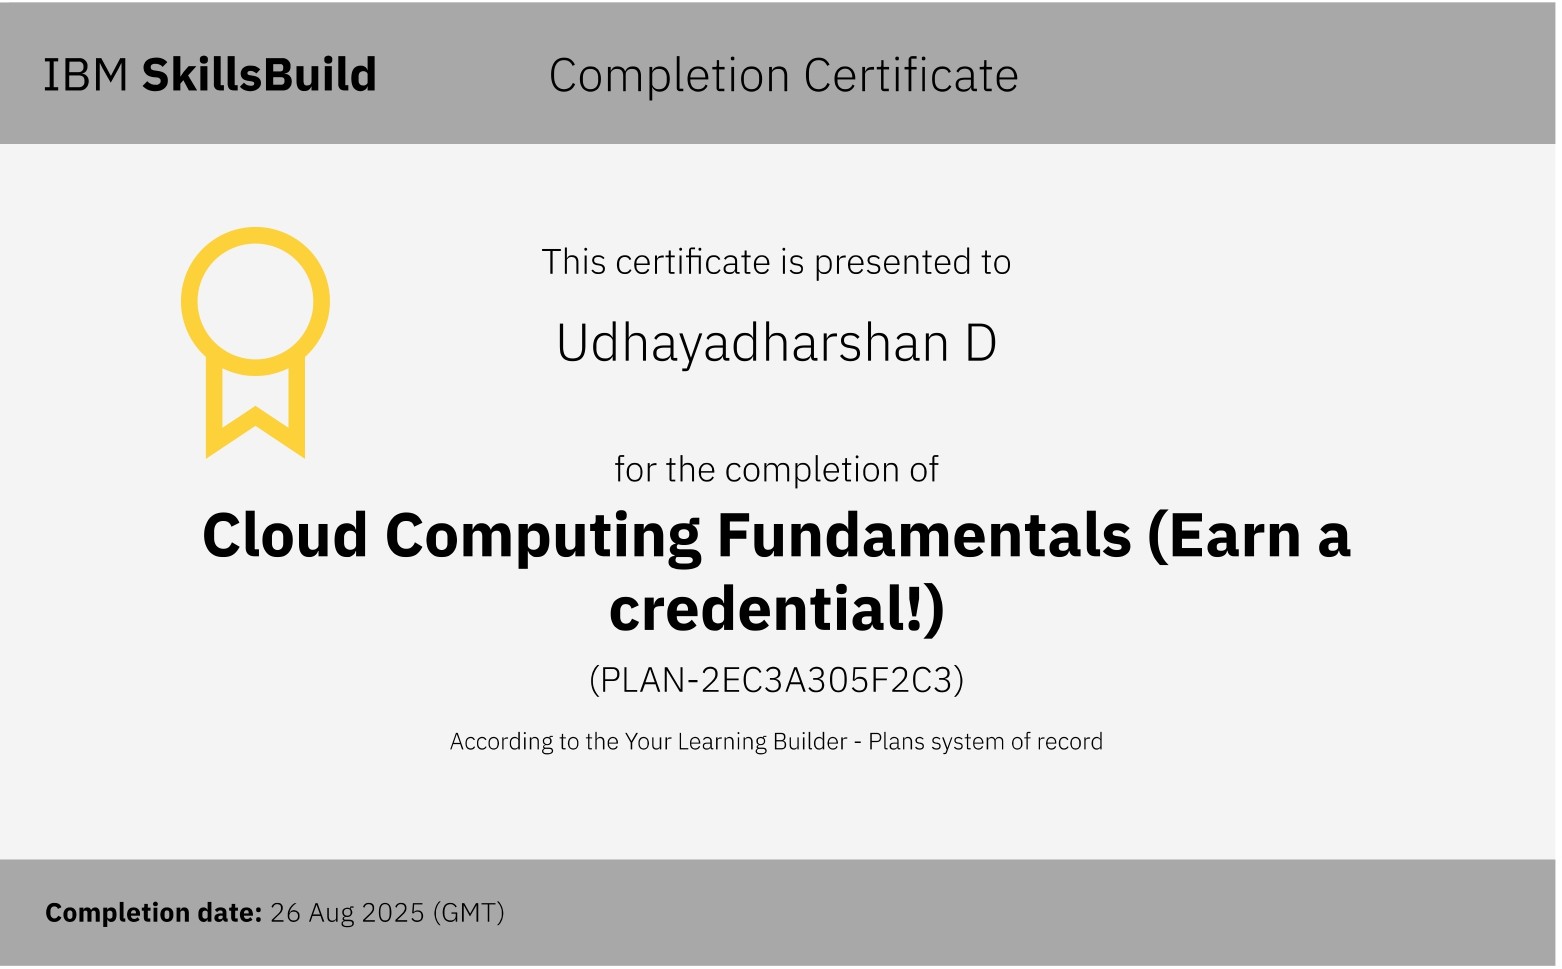 IBM SkillsBuild
Completion Certificate
This certificate is presented to
Udhayadharshan D
for the completion of
Cloud Computing Fundamentals (Earn a
credential!)
(PLAN-2EC3A305F2C3)
According to the Your Learning Builder - Plans system of record
Completion date: 26 Aug 2025 (GMT)